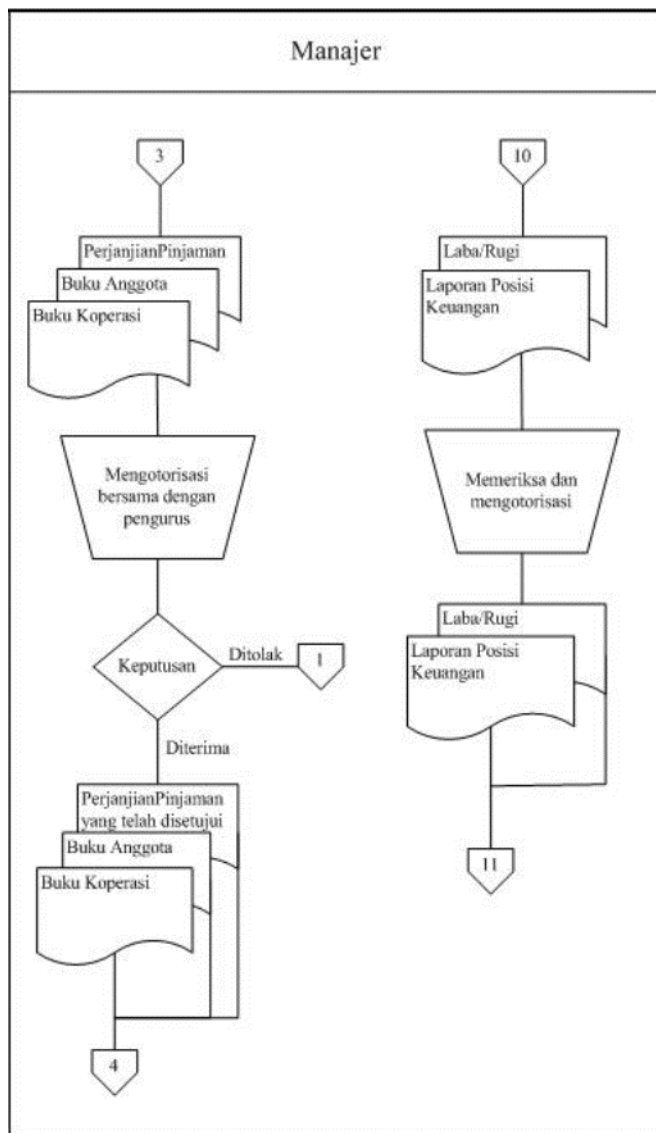 Manajer
3
PerjanjianPinjaman
Buku Anggota
Buku Koperasi
Mengotorisasi
bersama dengan
pengurus
Keputusan
Ditolak
1
Diterima
PerjanjianPinjaman
yang telah disetujui
Buku Anggota
Buku Koperasi
4
10
Laba/Rugi
Laporan Posisi
Keuangan
Memeriksa dan
mengotorisasi
Laba/Rugi
Laporan Posisi
Keuangan
11